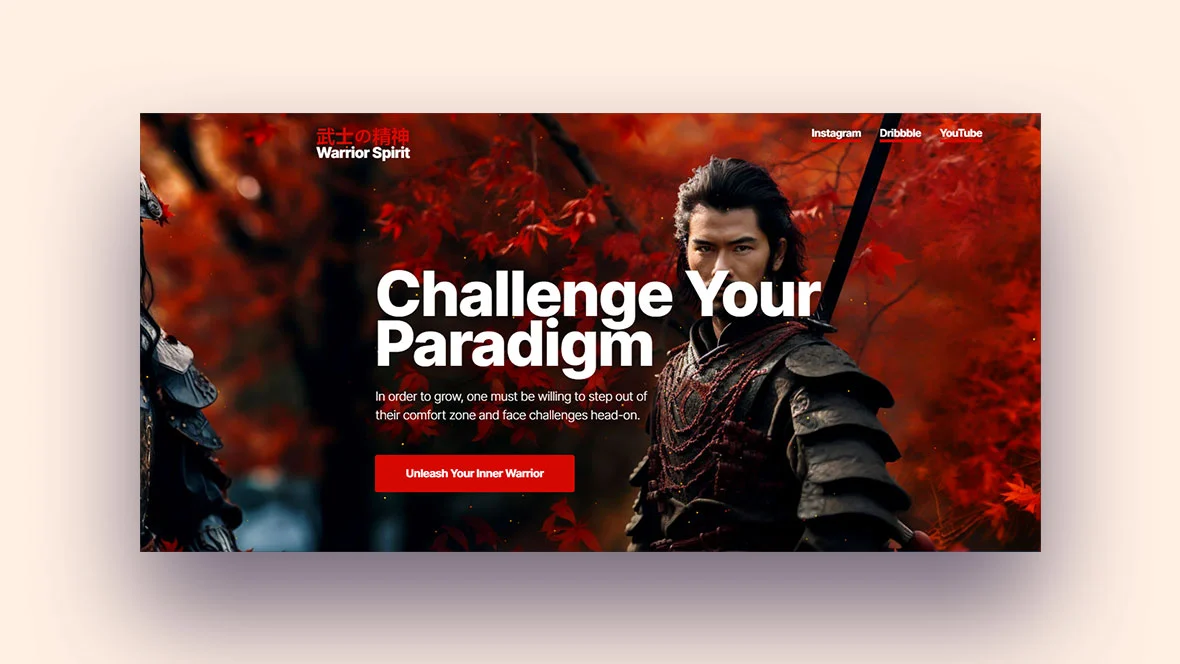 武士の精神
Warrior Spirit
Instagram Dribbble YouTube
Challenge Your
Paradigm
In order to grow, one must be willing to step out of
their comfort zone and face challenges head-on.
Unleash Your Inner Warrior